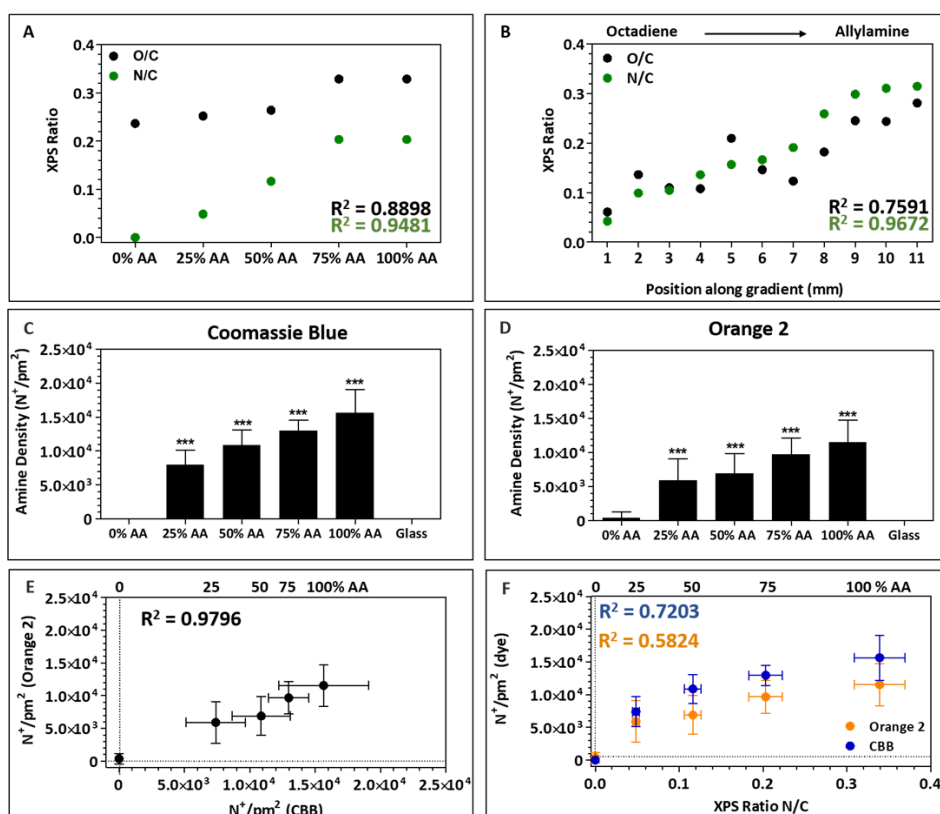 A
O/C
N/C
XPS Ratio
0.4
0.3
0.2
0.1
0.0
R² = 0.8898
R² = 0.9481
0% AA 25% AA 50% AA 75% AA 100% AA
B
Octadiene Allylamine
O/C
N/C
XPS Ratio
0.4
0.3
0.2
0.1
0.0
R² = 0.7591
R² = 0.9672
1 2 3 4 5 6 7 8 9 10 11
Position along gradient (mm)
C
Coomassie Blue
Amine Density (N⁺/pm²)
2.5×10⁴
2.0×10⁴
1.5×10⁴
1.0×10⁴
5.0×10³
0
*** *** *** ***
0% AA 25% AA 50% AA 75% AA 100% AA Glass
D
Orange 2
Amine Density (N⁺/pm²)
2.5×10⁴
2.0×10⁴
1.5×10⁴
1.0×10⁴
5.0×10³
0
*** *** *** ***
0% AA 25% AA 50% AA 75% AA 100% AA Glass
E
0 25 50 75 100% AA
R² = 0.9796
N⁺/pm² (Orange 2)
2.5×10⁴
2.0×10⁴
1.5×10⁴
1.0×10⁴
5.0×10³
0
0 5.0×10³ 1.0×10⁴ 1.5×10⁴ 2.0×10⁴ 2.5×10⁴
N⁺/pm² (CBB)
F
0 25 50 75 100 % AA
R² = 0.7203
R² = 0.5824
N⁺/pm² (dye)
2.5×10⁴
2.0×10⁴
1.5×10⁴
1.0×10⁴
5.0×10³
0
Orange 2
CBB
0.0 0.1 0.2 0.3 0.4
XPS Ratio N/C